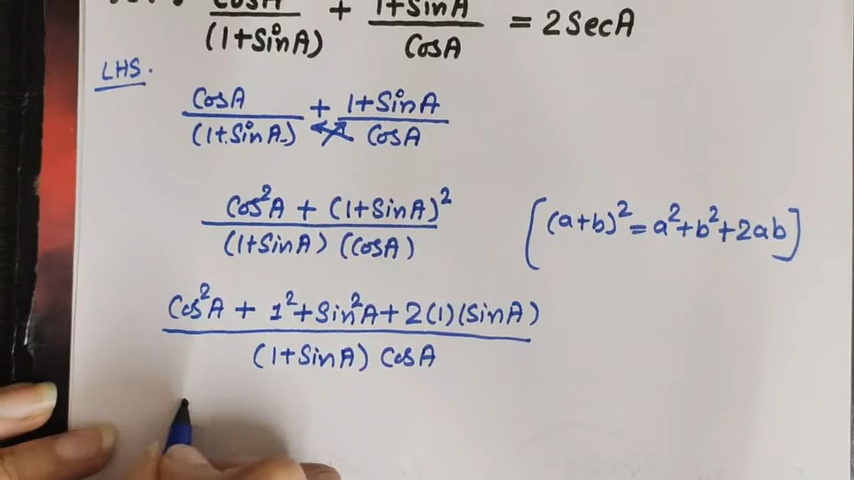 CosA/(1+SinA) + 1+SinA/CosA = 2SecA
LHS.
CosA/(1+SinA) + 1+SinA/CosA
Cos²A + (1+SinA)²/(1+SinA) (CosA) [(a+b)² = a²+b²+2ab]
Cos²A + 1²+Sin²A+2(1)(SinA)/(1+SinA) CosA